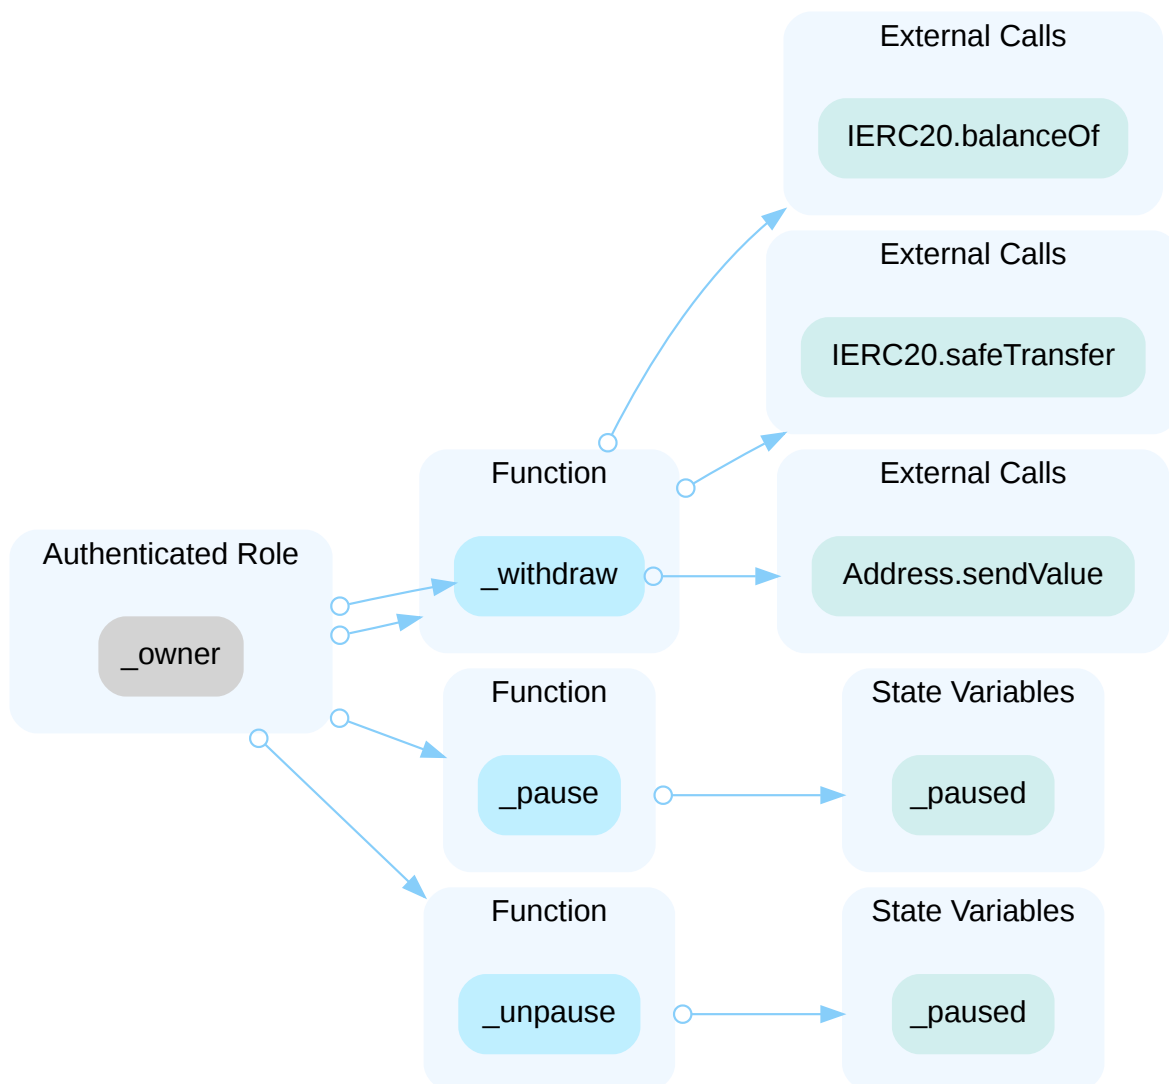 External Calls
IERC20.balanceOf
External Calls
IERC20.safeTransfer
Function
_withdraw
External Calls
Address.sendValue
Authenticated Role
_owner
Function
_pause
State Variables
_paused
Function
_unpause
State Variables
_paused